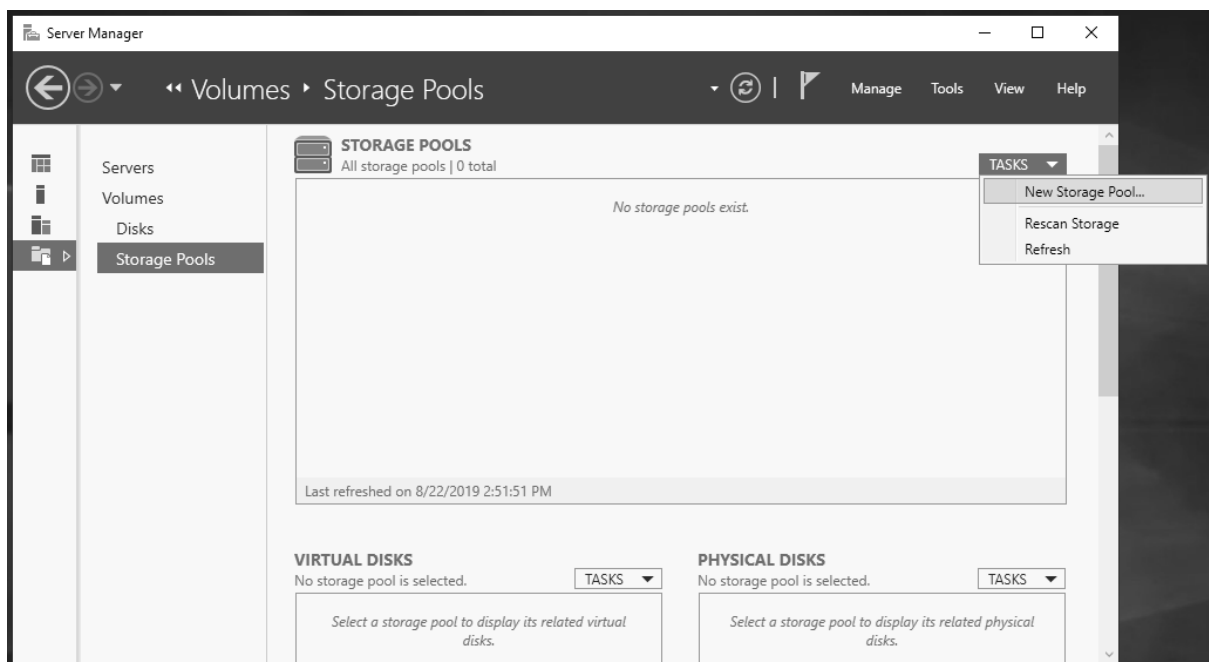 Server Manager
Volumes Storage Pools
Manage Tools View Help
Servers
Volumes
Disks
Storage Pools
STORAGE POOLS
All storage pools | 0 total
TASKS
New Storage Pool...
Rescan Storage
Refresh
No storage pools exist.
Last refreshed on 8/22/2019 2:51:51 PM
VIRTUAL DISKS
No storage pool is selected.
TASKS
Select a storage pool to display its related virtual
disks.
PHYSICAL DISKS
No storage pool is selected.
TASKS
Select a storage pool to display its related physical
disks.